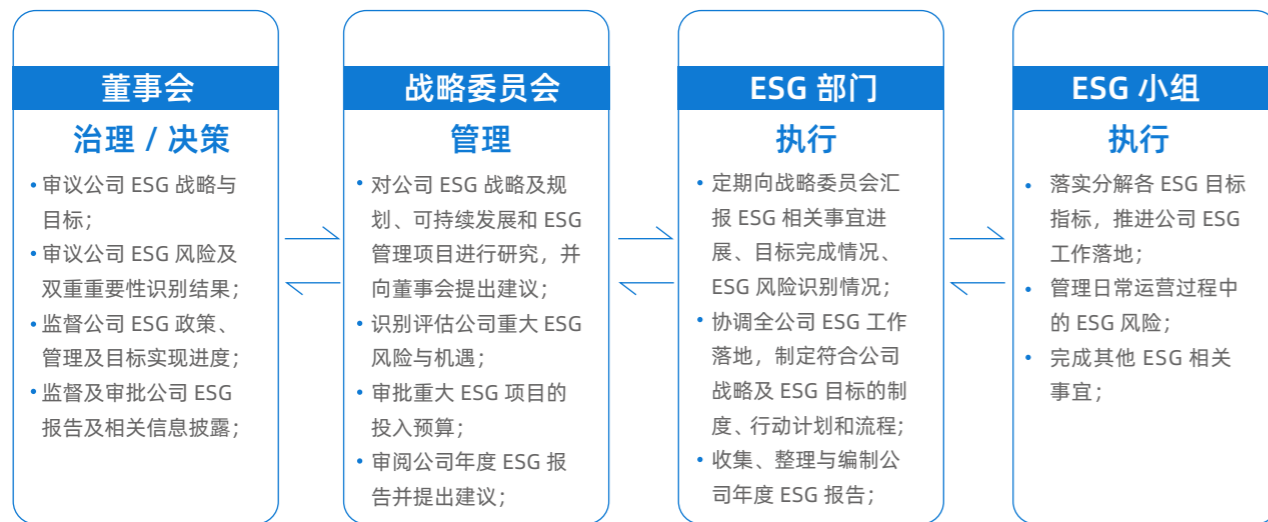 董事会
治理 / 决策
• 审议公司 ESG 战略与
目标；
• 审议公司 ESG 风险及
双重重要性识别结果；
• 监督公司 ESG 政策、
管理及目标实现进度；
• 监督及审批公司 ESG
报告及相关信息披露；
战略委员会
管理
• 对公司 ESG 战略及规
划、可持续发展和 ESG
管理项目进行研究，并
向董事会提出建议；
• 识别评估公司重大 ESG
风险与机遇；
• 审批重大 ESG 项目的
投入预算；
• 审阅公司年度 ESG 报
告并提出建议；
ESG 部门
执行
• 定期向战略委员会汇
报 ESG 相关事宜进
展、目标完成情况、
ESG 风险识别情况；
• 协调全公司 ESG 工作
落地，制定符合公司
战略及 ESG 目标的制
度、行动计划和流程；
• 收集、整理与编制公
司年度 ESG 报告；
ESG 小组
执行
• 落实分解各 ESG 目标
指标，推进公司 ESG
工作落地；
• 管理日常运营过程中
的 ESG 风险；
• 完成其他 ESG 相关
事宜；